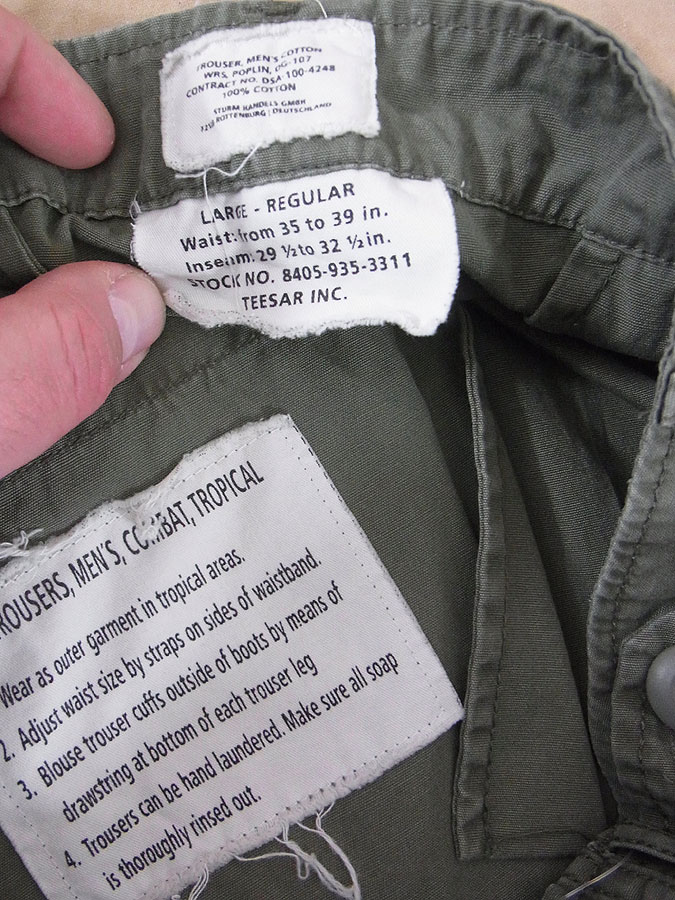 TROUSER, MEN'S COTTON
WRS, POPLIN, OG-107
CONTRACT NO. DSA 100-4248
100% COTTON
STURM HANDELS GMBH
ROTTENBURG / DEUTSCHLAND
LARGE - REGULAR
Waist: from 35 to 39 in.
Inseam: 29 ½ to 32 ½ in.
STOCK NO. 8405-935-3311
TEESAR INC.
TROUSERS, MEN'S, COMBAT, TROPICAL
Wear as outer garment in tropical areas.
2. Adjust waist size by straps on sides of waistband.
3. Blouse trouser cuffs outside of boots by means of
drawstring at bottom of each trouser leg
4. Trousers can be hand laundered. Make sure all soap
is thoroughly rinsed out.